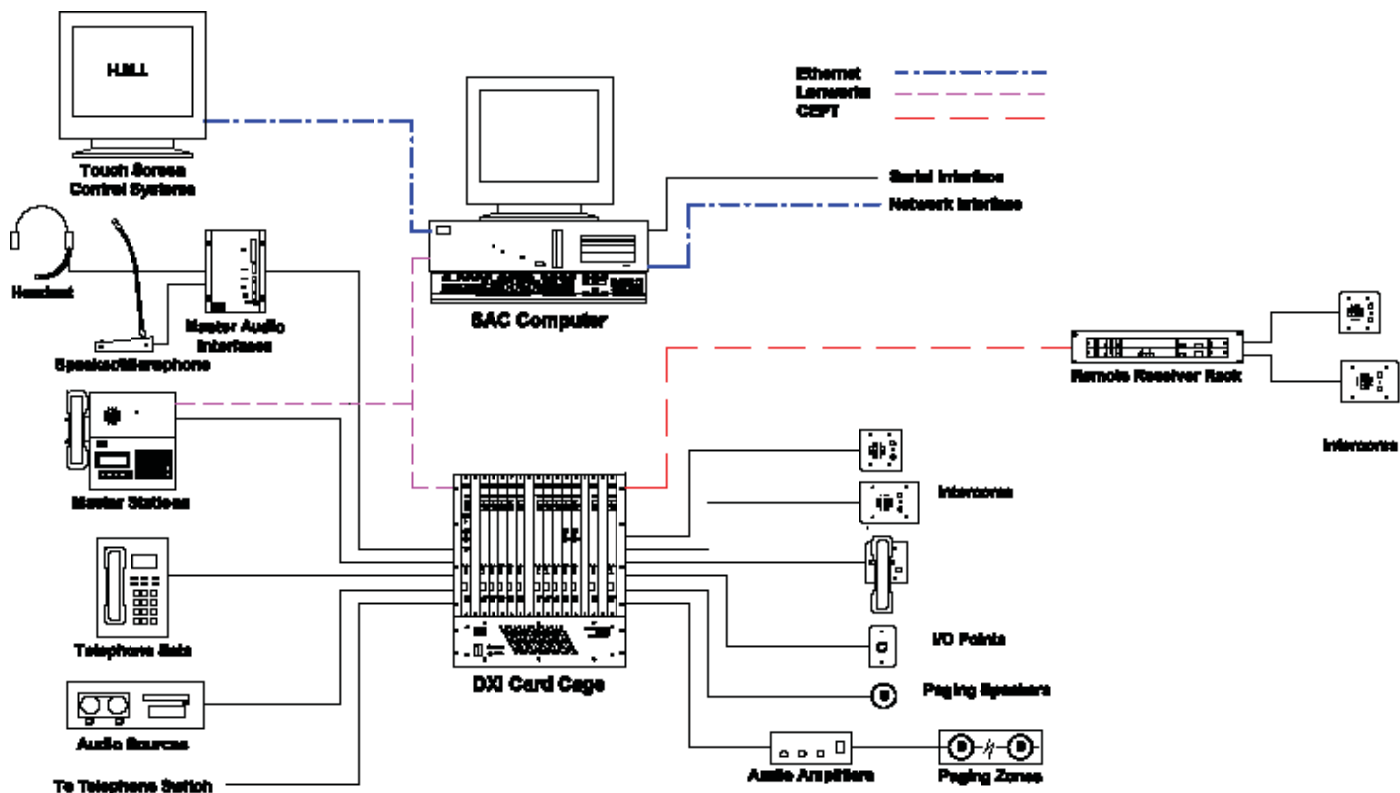 H.M.I.
Touch Screen
Control Systems
Ethernet
Lonworks
CEPT
Serial Interface
Network Interface
Headset
Master Audio
Interfaces
Speaker/Microphone
SAC Computer
Remote Receiver Rack
Intercoms
Master Stations
Intercoms
Telephone Sets
DXI Card Cage
I/O Points
Paging Speakers
Audio Sources
Audio Amplifiers
Paging Zones
To Telephone Switch